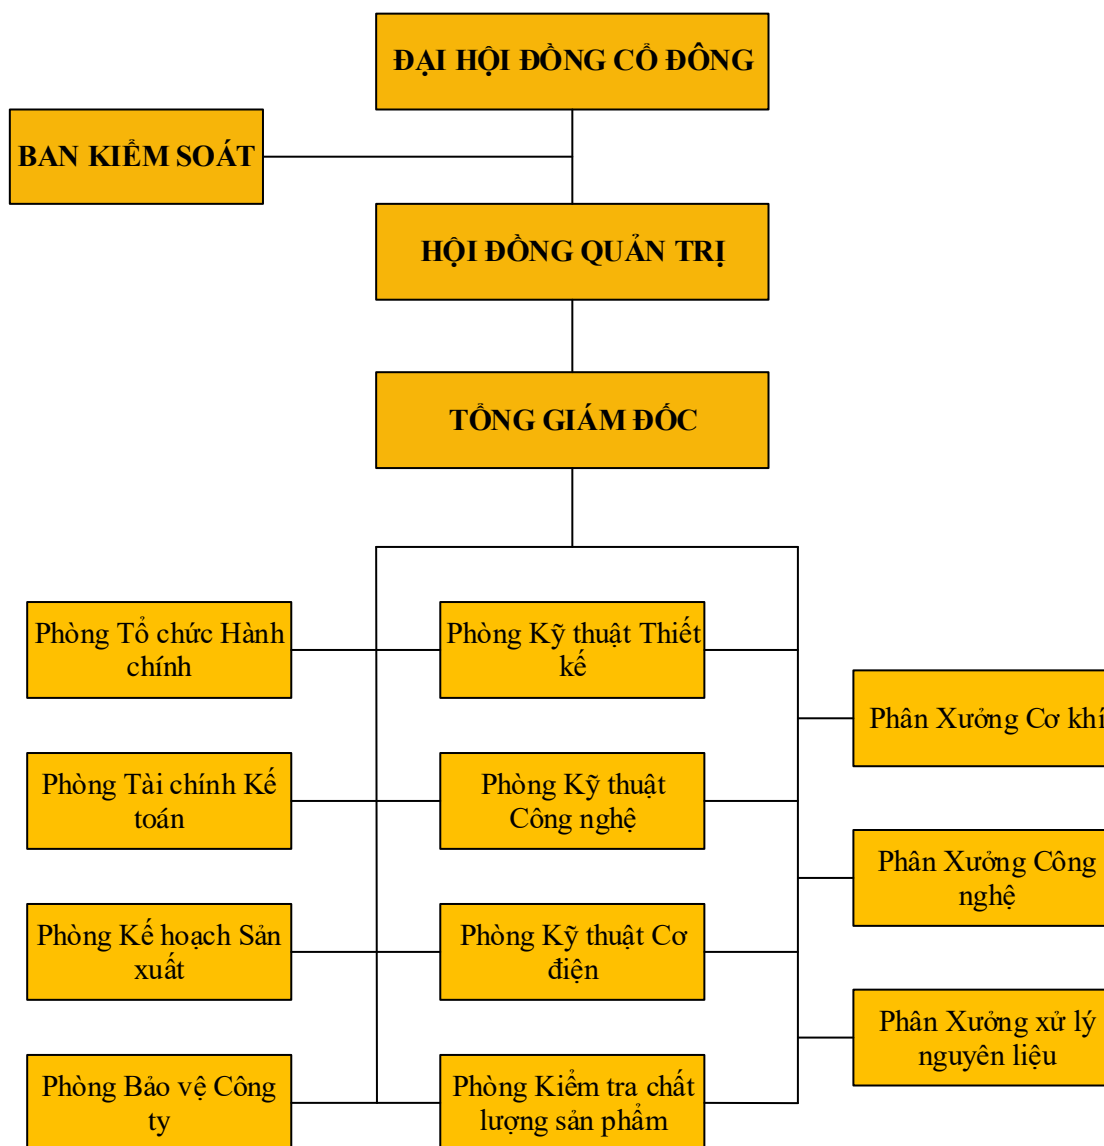 ĐẠI HỘI ĐỒNG CỔ ĐÔNG
BAN KIỂM SOÁT
HỘI ĐỒNG QUẢN TRỊ
TỔNG GIÁM ĐỐC
Phòng Tổ chức Hành
chính
Phòng Kỹ thuật Thiết
kế
Phân Xưởng Cơ khí
Phòng Tài chính Kế
toán
Phòng Kỹ thuật
Công nghệ
Phân Xưởng Công
nghệ
Phòng Kế hoạch Sản
xuất
Phòng Kỹ thuật Cơ
điện
Phân Xưởng xử lý
nguyên liệu
Phòng Bảo vệ Công
ty
Phòng Kiểm tra chất
lượng sản phẩm